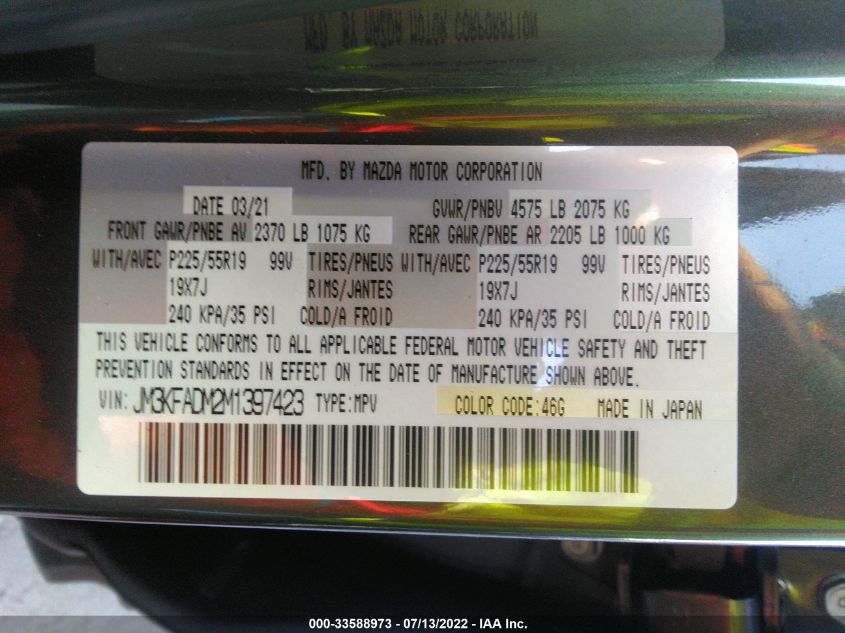 MFD. BY MAZDA MOTOR CORPORATION
MFD. BY MAZDA MOTOR CORPORATION
DATE 03/21 GVWR/PNBV 4575 LB 2075 KG
FRONT GAWR/PNBE AV 2370 LB 1075 KG REAR GAWR/PNBE AR 2205 LB 1000 KG
WITH/AVEC P225/55R19 99V TIRES/PNEUS WITH/AVEC P225/55R19 99V TIRES/PNEUS
19X7J RIMS/JANTES 19X7J RIMS/JANTES
240 KPA/35 PSI COLD/A FROID 240 KPA/35 PSI COLD/A FROID
THIS VEHICLE CONFORMS TO ALL APPLICABLE FEDERAL MOTOR VEHICLE SAFETY AND THEFT
PREVENTION STANDARDS IN EFFECT ON THE DATE OF MANUFACTURE SHOWN ABOVE.
VIN: JM3KFADM2M1397423 TYPE:MPV COLOR CODE:46G MADE IN JAPAN
000-33588973 - 07/13/2022 - IAA Inc.